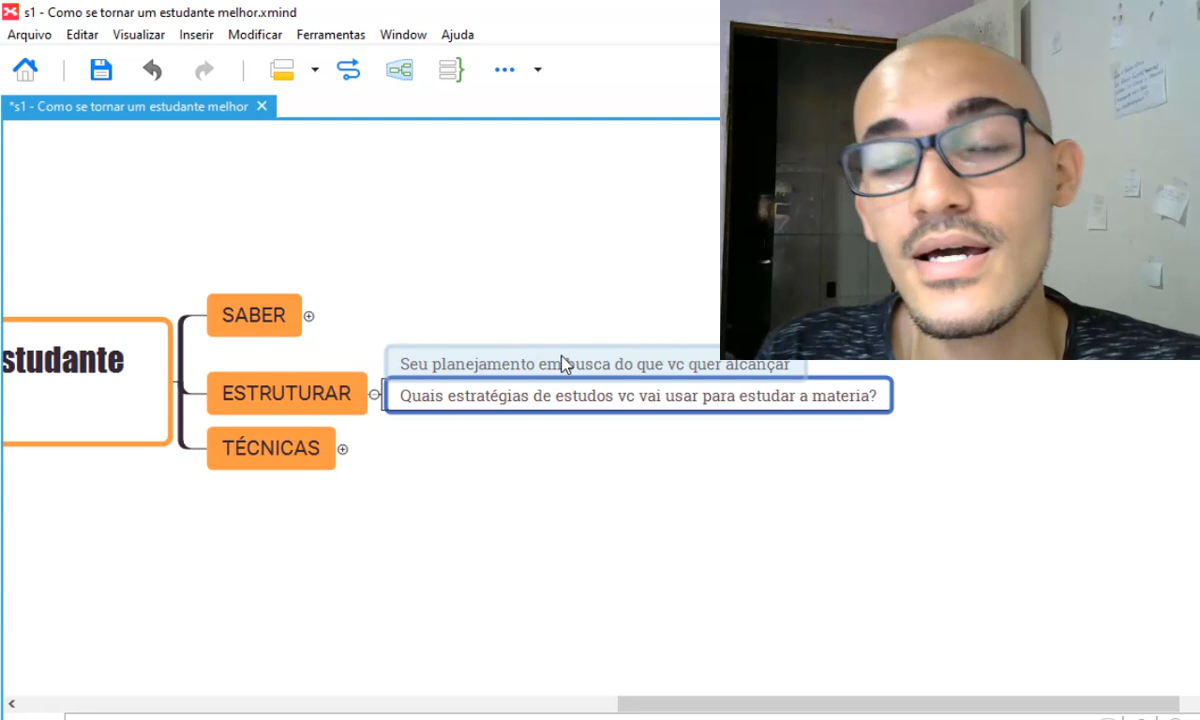 s1 - Como se tornar um estudante melhor.xmind
Arquivo Editar Visualizar Inserir Modificar Ferramentas Window Ajuda
*s1 - Como se tornar um estudante melhor
studante
SABER
ESTRUTURAR
TÉCNICAS
Seu planejamento em busca do que vc quer alcançar
Quais estratégias de estudos vc vai usar para estudar a materia?